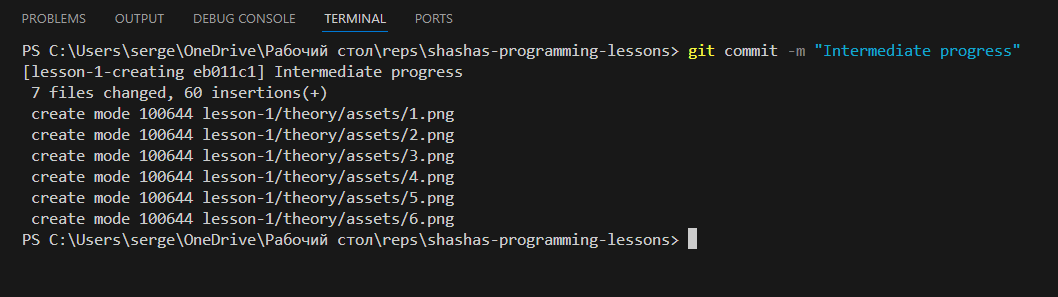 PROBLEMS OUTPUT DEBUG CONSOLE TERMINAL PORTS
PS C:\Users\serge\OneDrive\Рабочий стол\reps\shashas-programming-lessons> git commit -m "Intermediate progress"
[lesson-1-creating eb011c1] Intermediate progress
 7 files changed, 60 insertions(+)
 create mode 100644 lesson-1/theory/assets/1.png
 create mode 100644 lesson-1/theory/assets/2.png
 create mode 100644 lesson-1/theory/assets/3.png
 create mode 100644 lesson-1/theory/assets/4.png
 create mode 100644 lesson-1/theory/assets/5.png
 create mode 100644 lesson-1/theory/assets/6.png
PS C:\Users\serge\OneDrive\Рабочий стол\reps\shashas-programming-lessons>